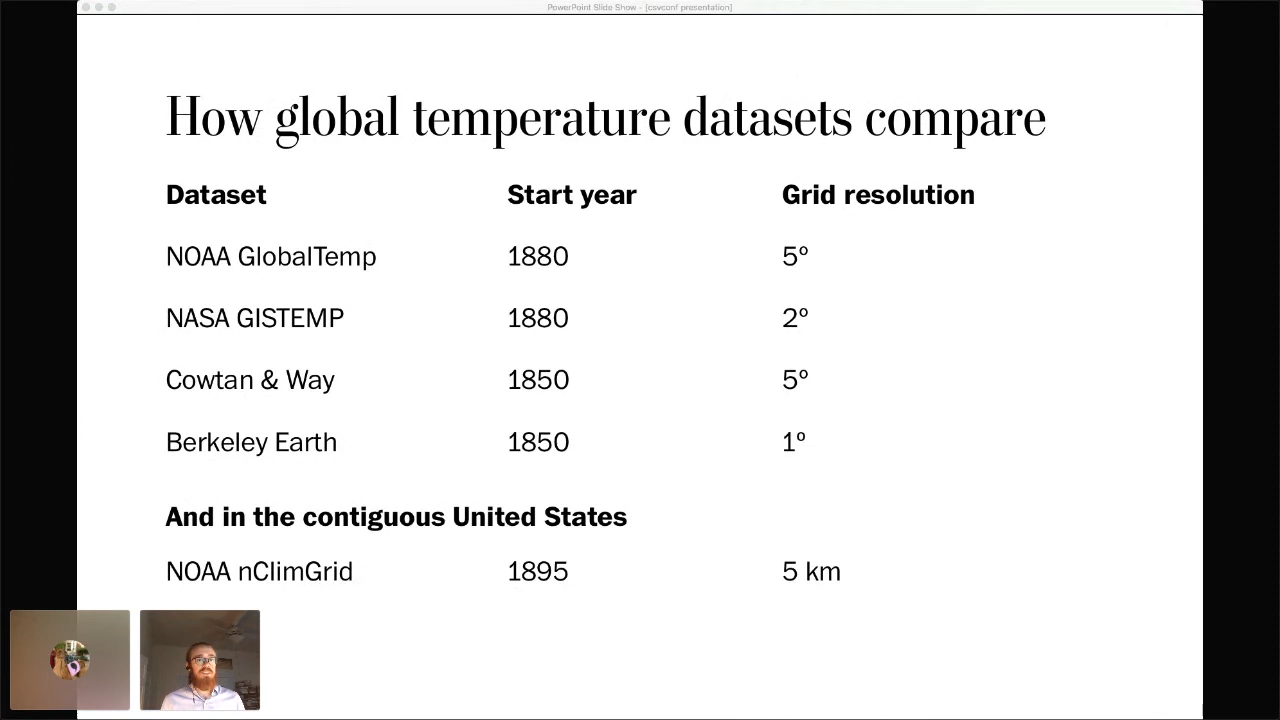 PowerPoint Slide Show - [csvconf presentation]
How global temperature datasets compare
Dataset Start year Grid resolution
NOAA GlobalTemp 1880 5º
NASA GISTEMP 1880 2º
Cowtan & Way 1850 5º
Berkeley Earth 1850 1º
And in the contiguous United States
NOAA nClimGrid 1895 5 km